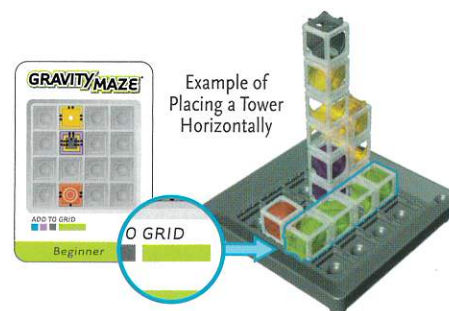 GRAVITY MAZE
Example of
Placing a Tower
Horizontally
ADD TO GRID
Beginner
O GRID